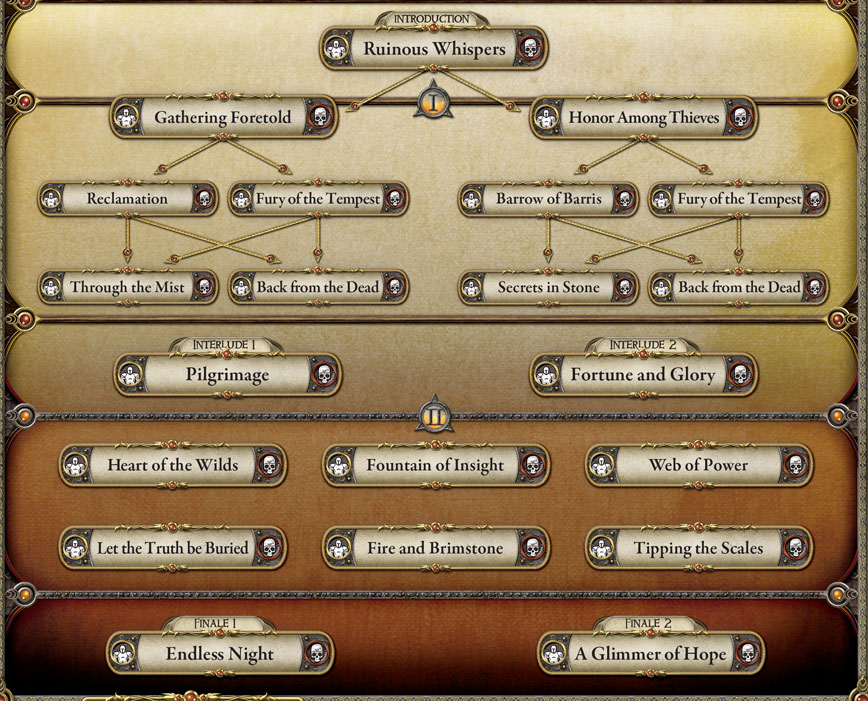 INTRODUCTION
Ruinous Whispers
I
Gathering Foretold
Honor Among Thieves
Reclamation
Fury of the Tempest
Barrow of Barris
Fury of the Tempest
Through the Mist
Back from the Dead
Secrets in Stone
Back from the Dead
INTERLUDE 1
Pilgrimage
INTERLUDE 2
Fortune and Glory
II
Heart of the Wilds
Fountain of Insight
Web of Power
Let the Truth be Buried
Fire and Brimstone
Tipping the Scales
FINALE 1
Endless Night
FINALE 2
A Glimmer of Hope